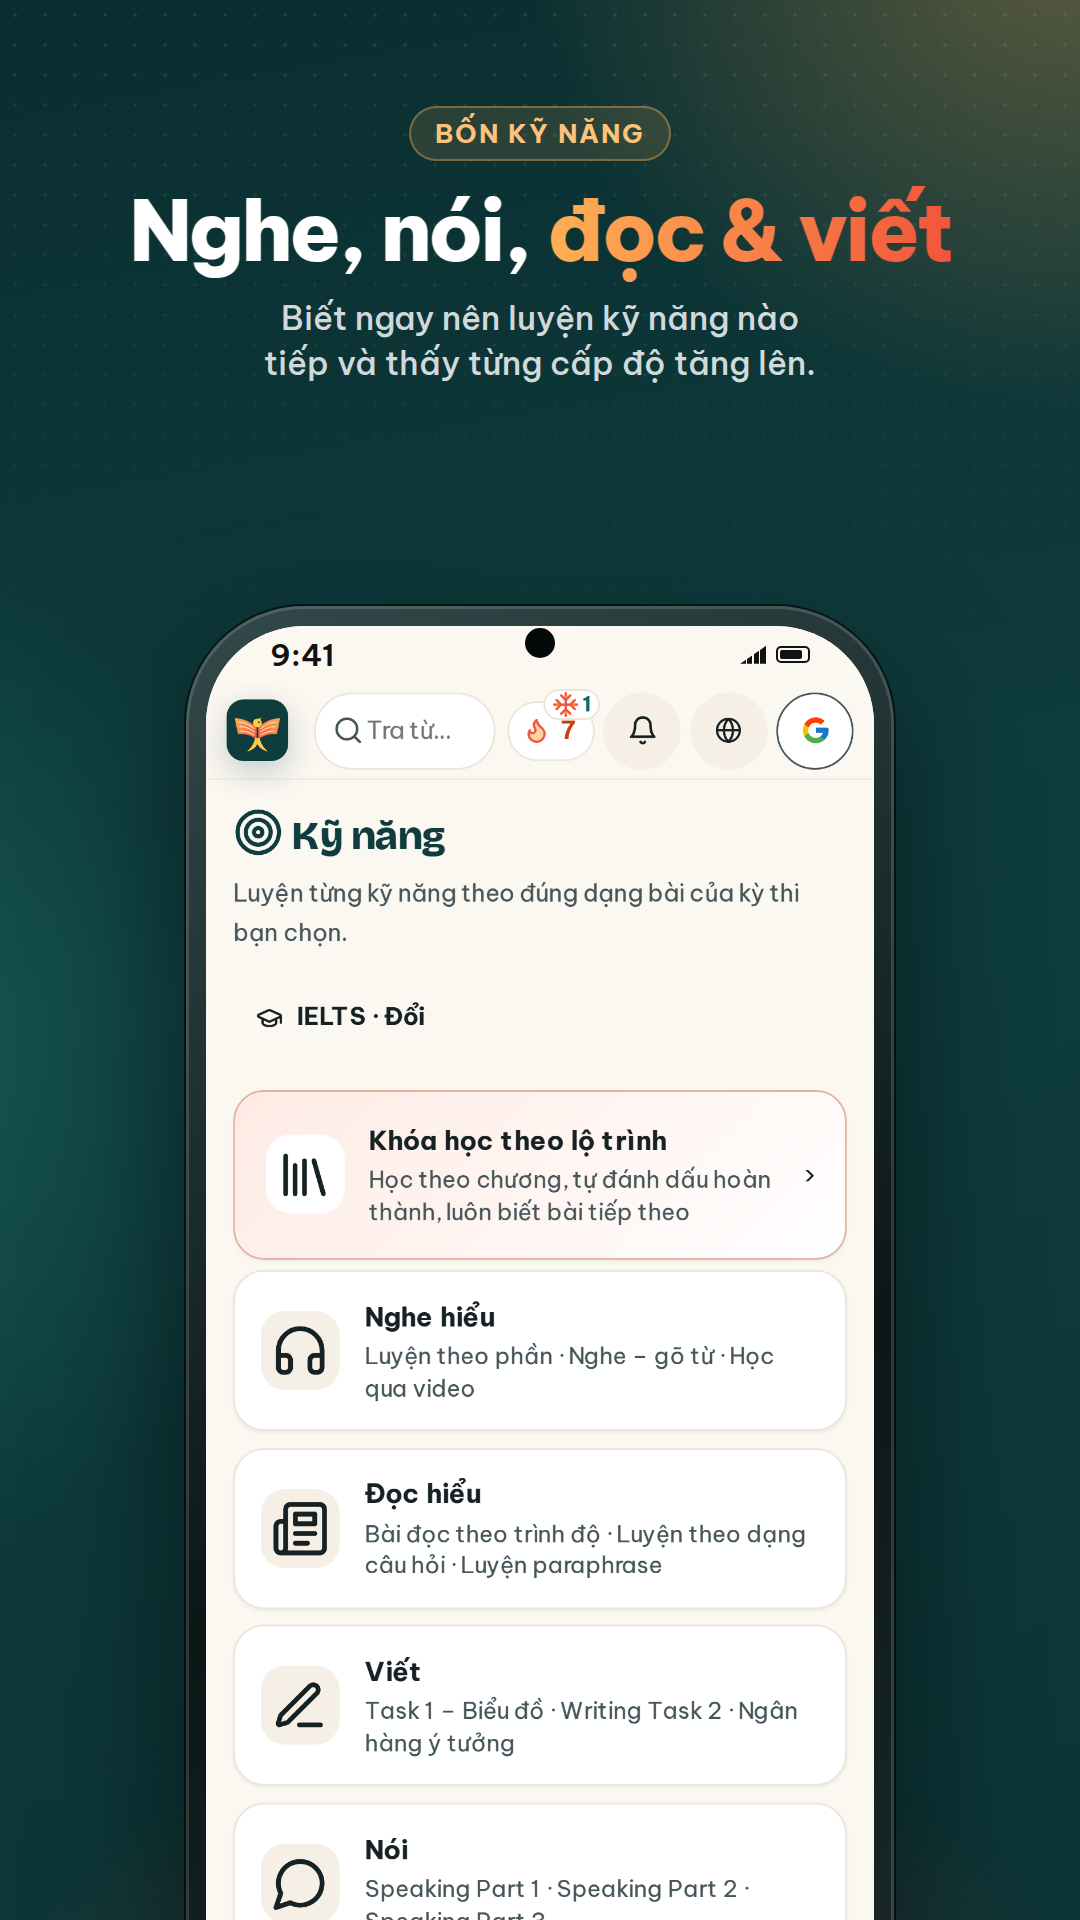 BỐN KỸ NĂNG
Nghe, nói, đọc & viết
Biết ngay nên luyện kỹ năng nào
tiếp và thấy từng cấp độ tăng lên.
9:41
Tra từ...
1
7
Kỹ năng
Luyện từng kỹ năng theo đúng dạng bài của kỳ thi
bạn chọn.
IELTS · Đổi
Khóa học theo lộ trình
Học theo chương, tự đánh dấu hoàn
thành, luôn biết bài tiếp theo
Nghe hiểu
Luyện theo phần · Nghe – gõ từ · Học
qua video
Đọc hiểu
Bài đọc theo trình độ · Luyện theo dạng
câu hỏi · Luyện paraphrase
Viết
Task 1 – Biểu đồ · Writing Task 2 · Ngân
hàng ý tưởng
Nói
Speaking Part 1 · Speaking Part 2 ·
Speaking Part 3